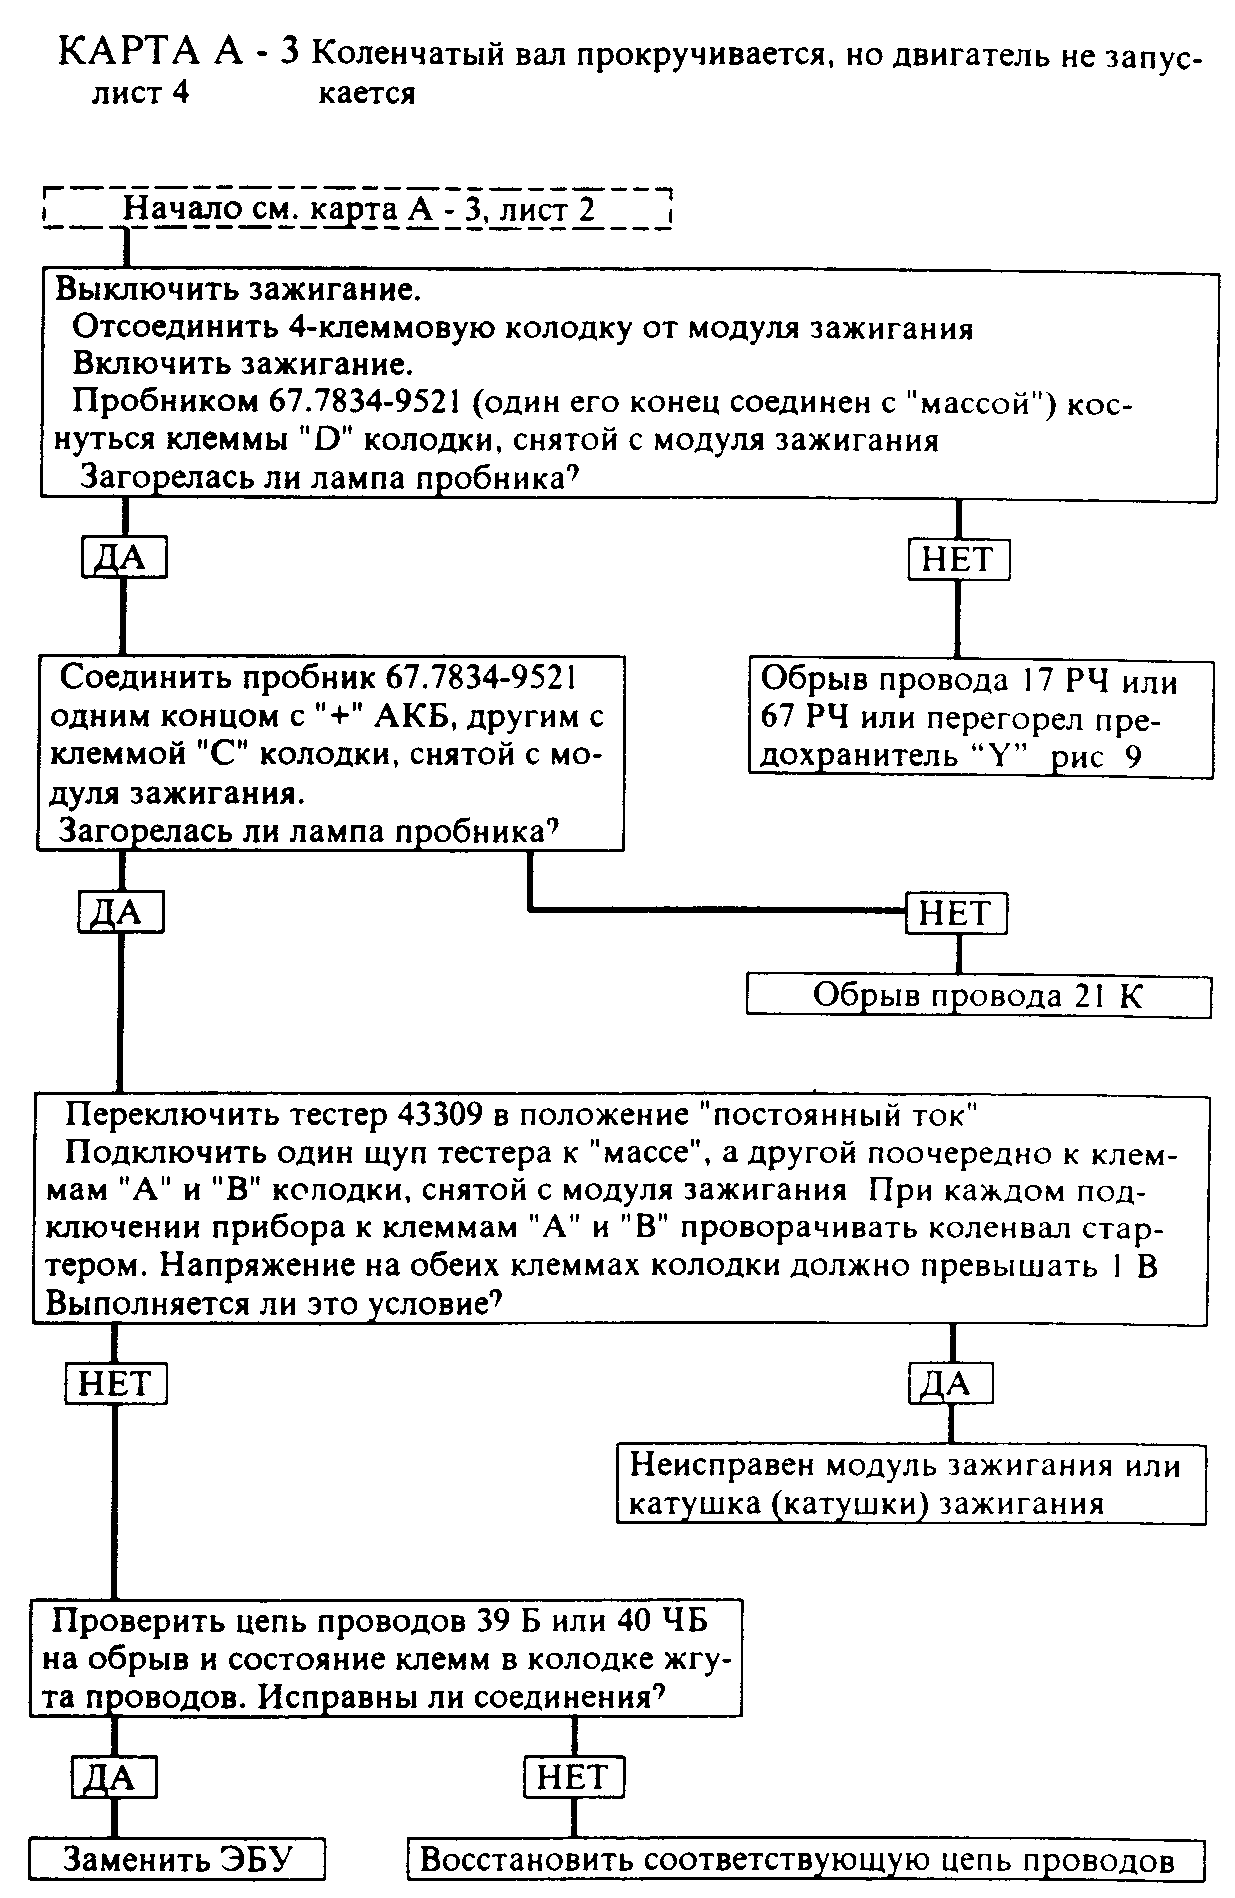 КАРТА А - 3 Коленчатый вал прокручивается, но двигатель не запус-
лист 4 кается
Начало см. карта А - 3, лист 2
Выключить зажигание.
Отсоединить 4-клеммовую колодку от модуля зажигания
Включить зажигание.
Пробником 67.7834-9521 (один его конец соединен с "массой") кос-
нуться клеммы "D" колодки, снятой с модуля зажигания
Загорелась ли лампа пробника?
ДА
НЕТ
Соединить пробник 67.7834-9521
одним концом с "+" АКБ, другим с
клеммой "С" колодки, снятой с мо-
дуля зажигания.
Загорелась ли лампа пробника?
Обрыв провода 17 РЧ или
67 РЧ или перегорел пре-
дохранитель “Y” рис 9
ДА
НЕТ
Обрыв провода 21 К
Переключить тестер 43309 в положение "постоянный ток"
Подключить один щуп тестера к "массе", а другой поочередно к клем-
мам "А" и "В" колодки, снятой с модуля зажигания При каждом под-
ключении прибора к клеммам "А" и "В" проворачивать коленвал стар-
тером. Напряжение на обеих клеммах колодки должно превышать 1 В
Выполняется ли это условие?
НЕТ
ДА
Неисправен модуль зажигания или
катушка (катушки) зажигания
Проверить цепь проводов 39 Б или 40 ЧБ
на обрыв и состояние клемм в колодке жгу-
та проводов. Исправны ли соединения?
ДА
НЕТ
Заменить ЭБУ
Восстановить соответствующую цепь проводов